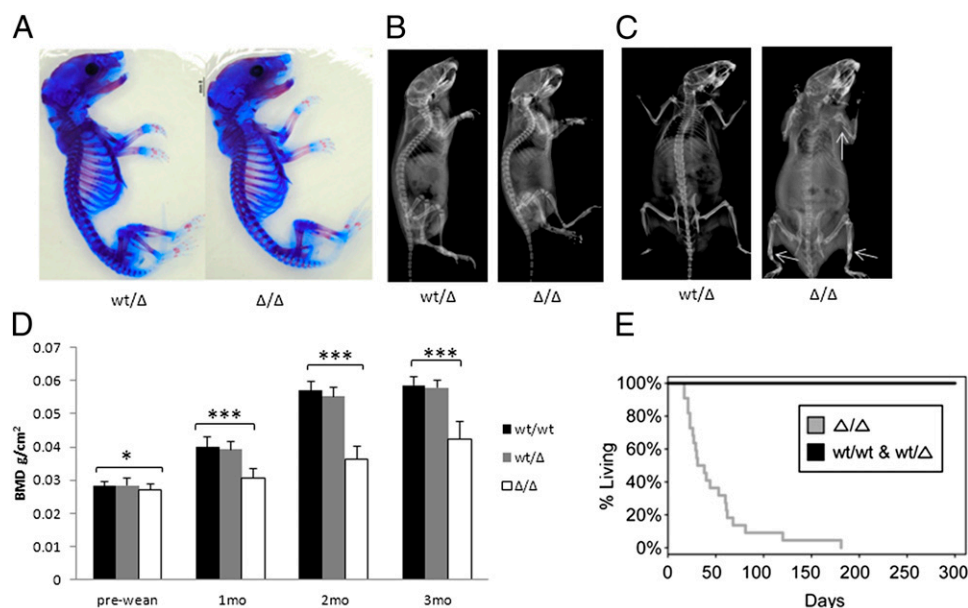 A
B
C
wt/Δ
Δ/Δ
wt/Δ
Δ/Δ
wt/Δ
Δ/Δ
D
0.07
0.06
0.05
0.04
0.03
0.02
0.01
0
BMD g/cm²
*
***
***
***
wt/wt
wt/Δ
Δ/Δ
pre-wean
1mo
2mo
3mo
E
100%
80%
60%
40%
20%
0%
% Living
Δ/Δ
wt/wt & wt/Δ
0
50
100
150
200
250
300
Days